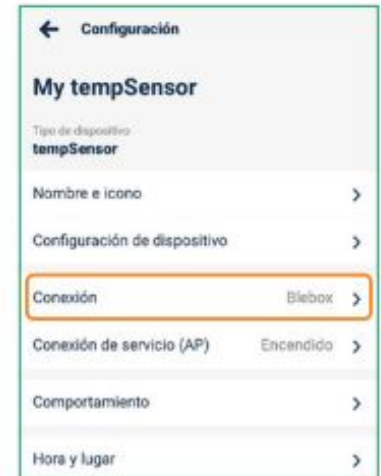 Configuración
My tempSensor
Tipo de dispositivo
tempSensor
Nombre e icono
Configuración de dispositivo
Conexión Blebox
Conexión de servicio (AP) Encendido
Comportamiento
Hora y lugar